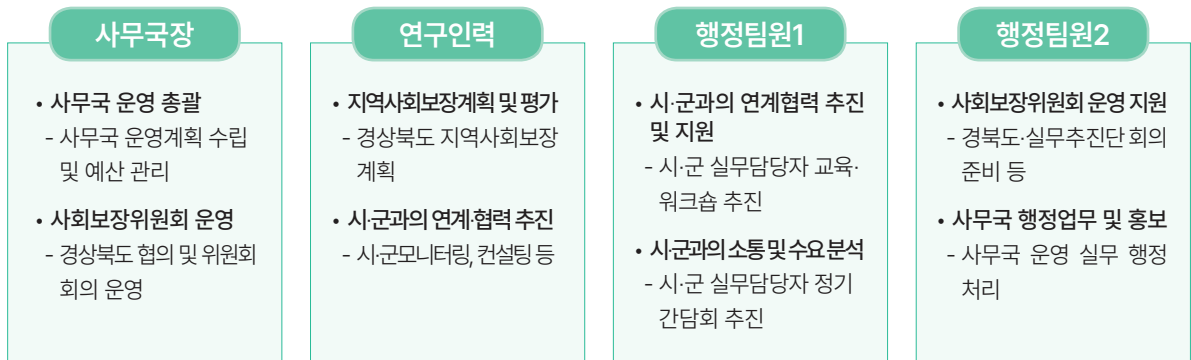 사무국장
• 사무국 운영 총괄
- 사무국 운영계획 수립
및 예산 관리
• 사회보장위원회 운영
- 경상북도 협의 및 위원회
회의 운영
연구인력
• 지역사회보장계획 및 평가
- 경상북도 지역사회보장
계획
• 시·군과의 연계·협력 추진
- 시·군모니터링, 컨설팅 등
행정팀원1
• 시·군과의 연계협력 추진
및 지원
- 시·군 실무담당자 교육·
워크숍 추진
• 시·군과의 소통 및 수요 분석
- 시·군 실무담당자 정기
간담회 추진
행정팀원2
• 사회보장위원회 운영 지원
- 경북도·실무추진단 회의
준비 등
• 사무국 행정업무 및 홍보
- 사무국 운영 실무 행정
처리